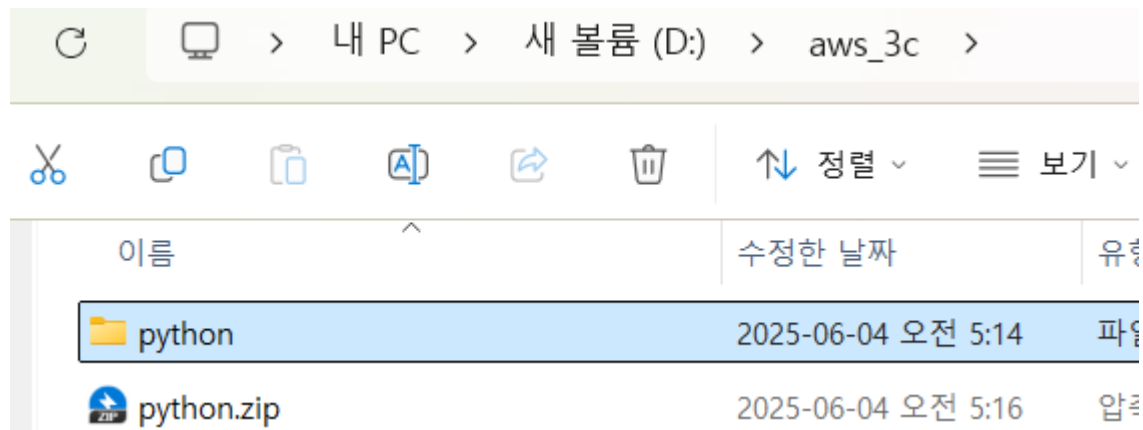 내 PC > 새 볼륨 (D:) > aws_3c >
정렬 보기
이름 수정한 날짜
python 2025-06-04 오전 5:14
python.zip 2025-06-04 오전 5:16